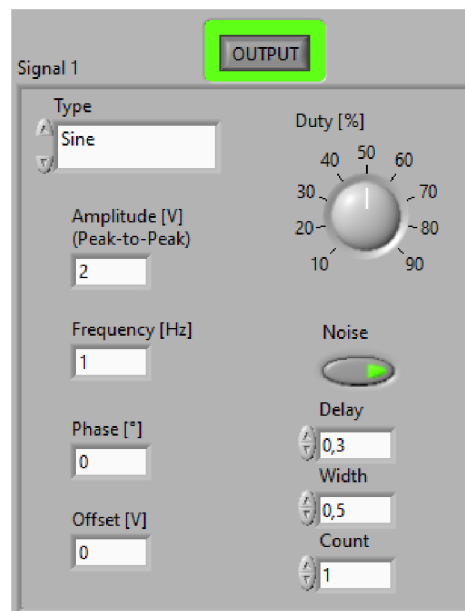 OUTPUT
Signal 1
Type
Sine
Amplitude [V]
(Peak-to-Peak)
2
Frequency [Hz]
1
Phase [°]
0
Offset [V]
0
Duty [%]
10
20
30
40
50
60
70
80
90
Noise
Delay
0,3
Width
0,5
Count
1